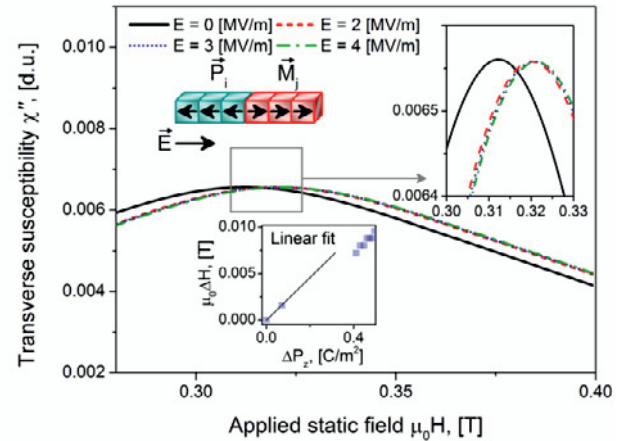 E = 0 [MV/m] E = 2 [MV/m]
E = 3 [MV/m] E = 4 [MV/m]
P⃗i M⃗j
E⃗
Transverse susceptibility χ'', [d.u.]
0.010
0.008
0.006
0.004
0.002
0.30 0.35 0.40
Applied static field μ₀H, [T]
0.0065
0.0064
0.30 0.31 0.32 0.33
Linear fit
μ₀ΔH, [T]
0.010
0.005
0.000
0.0 0.4
ΔPz, [C/m²]